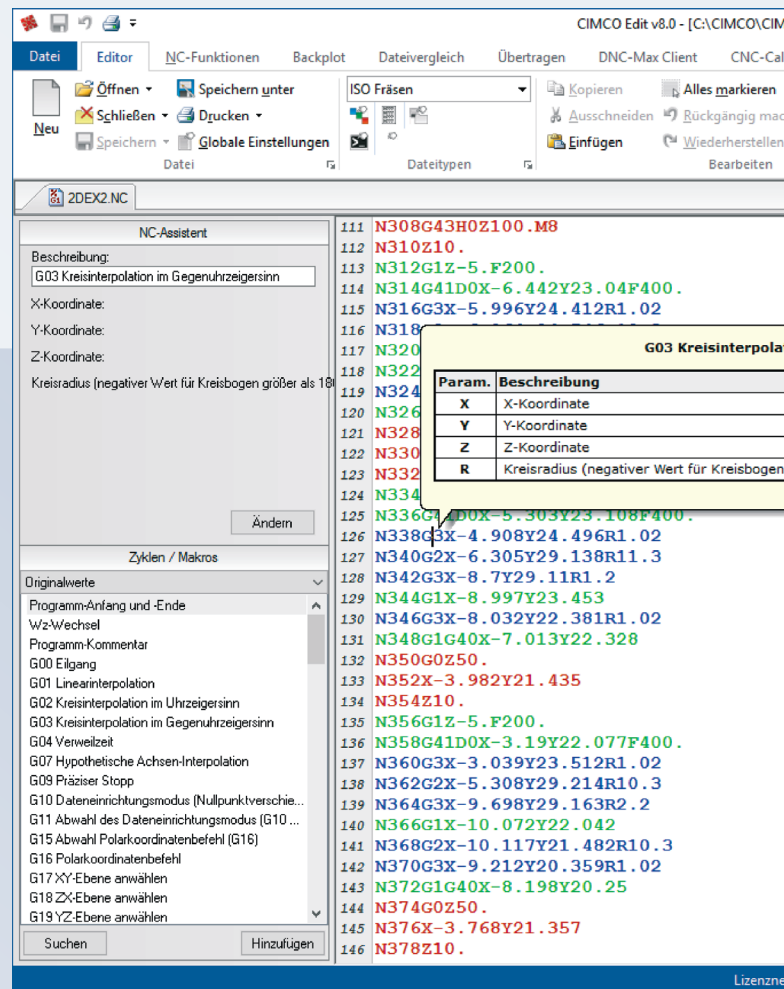 CIMCO Edit v8.0 - [C:\CIMCO\CIM
Datei Editor NC-Funktionen Backplot Dateivergleich Übertragen DNC-Max Client CNC-Cal
Neu
Öffnen
Schließen
Speichern
Speichern unter
Drucken
Globale Einstellungen
Datei
ISO Fräsen
Dateitypen
Kopieren
Ausschneiden
Einfügen
Alles markieren
Rückgängig mac
Wiederherstellen
Bearbeiten
2DEX2.NC
NC-Assistent
Beschreibung:
G03 Kreisinterpolation im Gegenuhrzeigersinn
X-Koordinate:
Y-Koordinate:
Z-Koordinate:
Kreisradius (negativer Wert für Kreisbogen größer als 18
Ändern
Zyklen / Makros
Originalwerte
Programm-Anfang und -Ende
Wz-Wechsel
Programm-Kommentar
G00 Eilgang
G01 Linearinterpolation
G02 Kreisinterpolation im Uhrzeigersinn
G03 Kreisinterpolation im Gegenuhrzeigersinn
G04 Verweilzeit
G07 Hypothetische Achsen-Interpolation
G09 Präziser Stopp
G10 Dateneinrichtungsmodus (Nullpunktverschie...
G11 Abwahl des Dateneinrichtungsmodus (G10 ...
G15 Abwahl Polarkoordinatenbefehl (G16)
G16 Polarkoordinatenbefehl
G17 XY-Ebene anwählen
G18 ZX-Ebene anwählen
G19 YZ-Ebene anwählen
Suchen
Hinzufügen
111 N308G43H0Z100.M8
112 N310Z10.
113 N312G1Z-5.F200.
114 N314G41D0X-6.442Y23.04F400.
115 N316G3X-5.996Y24.412R1.02
116 N318
117 N320
118 N322
119 N324
120 N326
121 N328
122 N330
123 N332
124 N334
G03 Kreisinterpola
Param. Beschreibung
X X-Koordinate
Y Y-Koordinate
Z Z-Koordinate
R Kreisradius (negativer Wert für Kreisbogen
125 N336G41D0X-5.303Y23.108F400.
126 N338G3X-4.908Y24.496R1.02
127 N340G2X-6.305Y29.138R11.3
128 N342G3X-8.7Y29.11R1.2
129 N344G1X-8.997Y23.453
130 N346G3X-8.032Y22.381R1.02
131 N348G1G40X-7.013Y22.328
132 N350G0Z50.
133 N352X-3.982Y21.435
134 N354Z10.
135 N356G1Z-5.F200.
136 N358G41D0X-3.19Y22.077F400.
137 N360G3X-3.039Y23.512R1.02
138 N362G2X-5.308Y29.214R10.3
139 N364G3X-9.698Y29.163R2.2
140 N366G1X-10.072Y22.042
141 N368G2X-10.117Y21.482R10.3
142 N370G3X-9.212Y20.359R1.02
143 N372G1G40X-8.198Y20.25
144 N374G0Z50.
145 N376X-3.768Y21.357
146 N378Z10.
Lizenzne